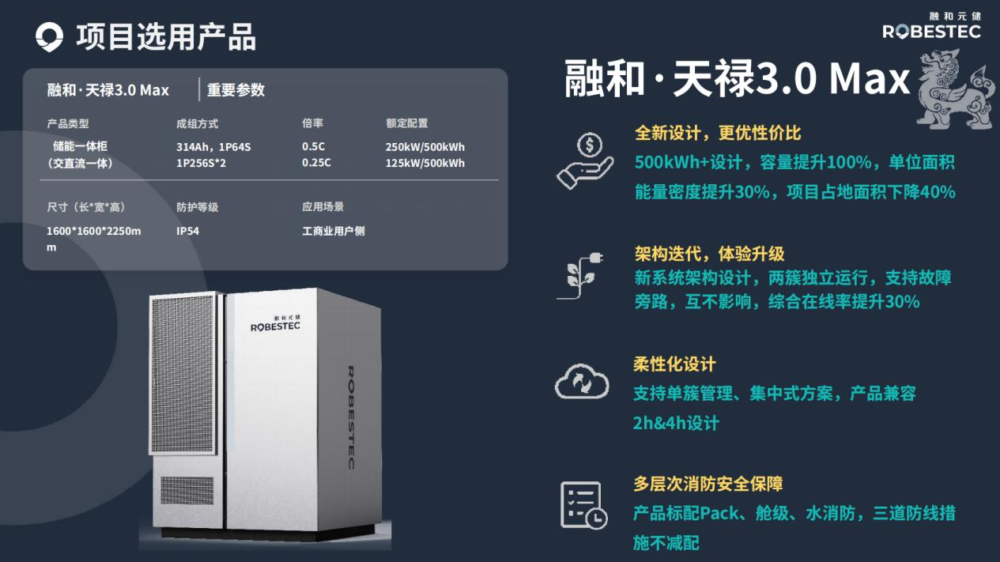 项目选用产品
融和元储
ROBESTEC
融和·天禄3.0 Max
重要参数
产品类型
成组方式
倍率
额定配置
储能一体柜
（交直流一体）
314Ah，1P64S
1P256S*2
0.5C
0.25C
250kW/500kWh
125kW/500kWh
尺寸（长*宽*高）
防护等级
应用场景
1600*1600*2250m
m
IP54
工商业用户侧
融和元储
ROBESTEC
ROBESTEC
融和·天禄3.0 Max
全新设计，更优性价比
500kWh+设计，容量提升100%，单位面积
能量密度提升30%，项目占地面积下降40%
架构迭代，体验升级
新系统架构设计，两簇独立运行，支持故障
旁路，互不影响，综合在线率提升30%
柔性化设计
支持单簇管理、集中式方案，产品兼容
2h&4h设计
多层次消防安全保障
产品标配Pack、舱级、水消防，三道防线措
施不减配